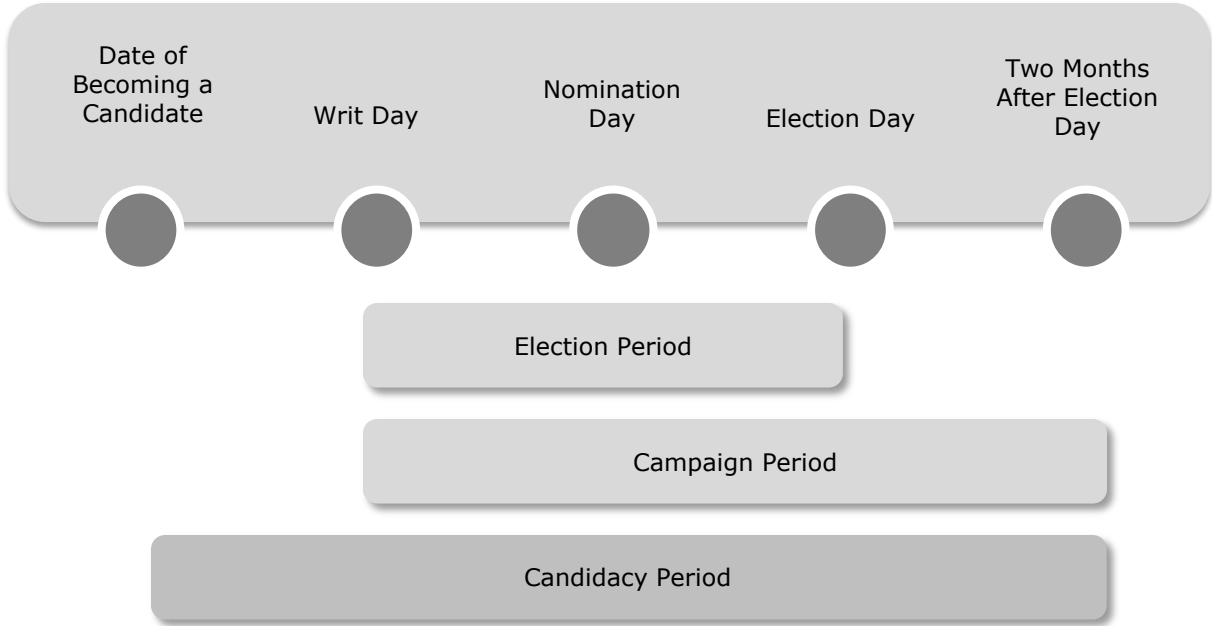 Date of
Becoming a
Candidate
Writ Day
Nomination
Day
Election Day
Two Months
After Election
Day
Election Period
Campaign Period
Candidacy Period